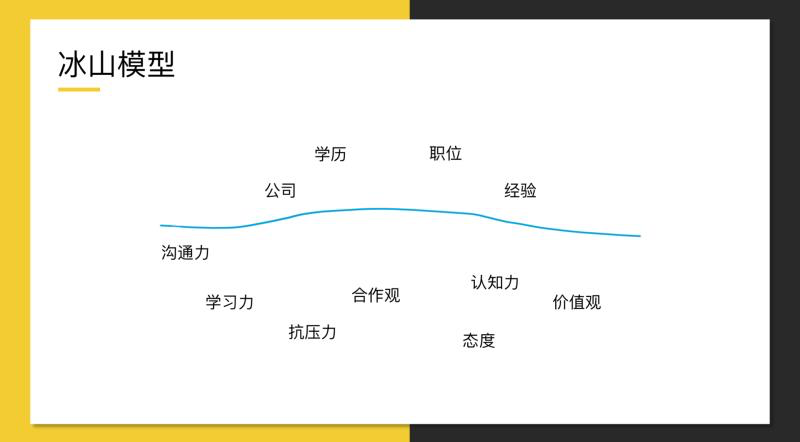 冰山模型
学历
职位
公司
经验
沟通力
认知力
合作观
学习力
价值观
抗压力
态度